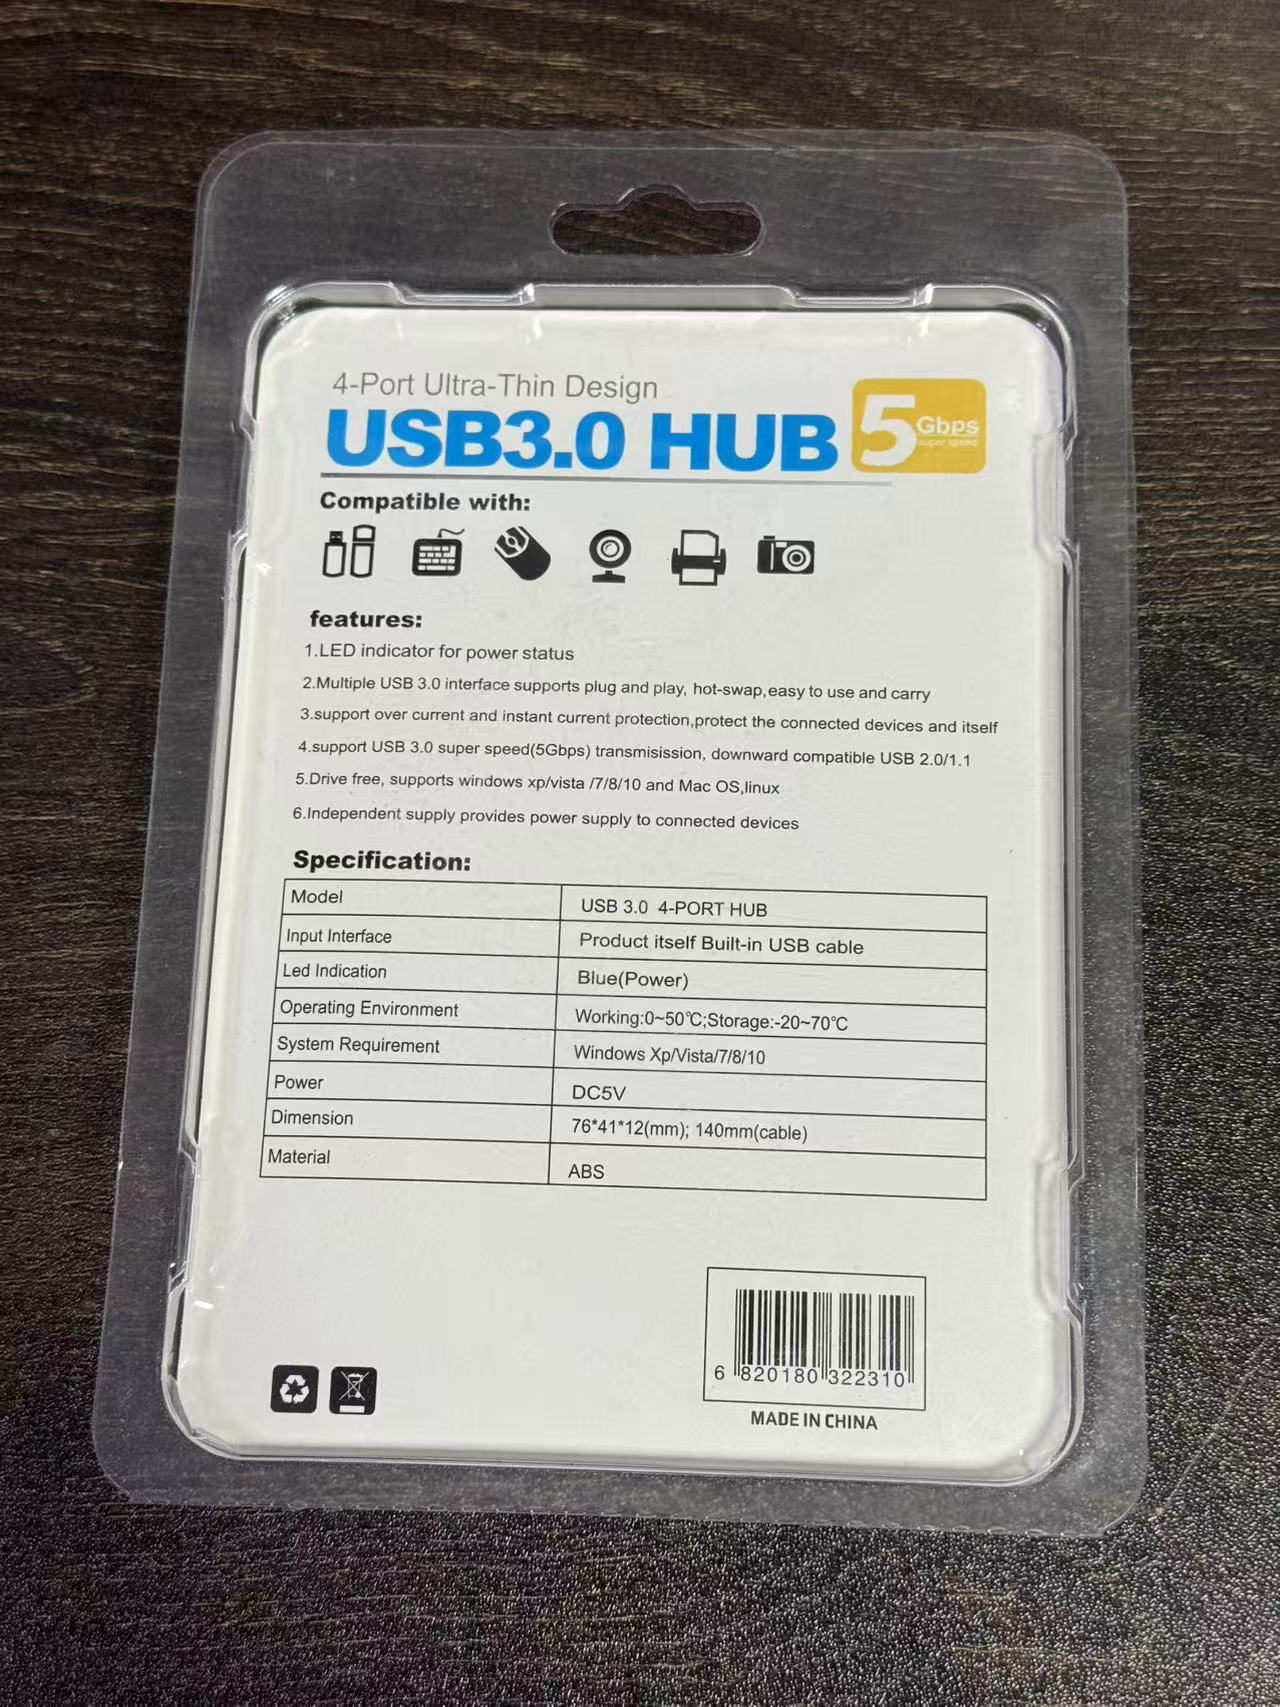 4-Port Ultra-Thin Design
USB3.0 HUB
5 Gbps
super speed
Compatible with:
features:
1.LED indicator for power status
2.Multiple USB 3.0 interface supports plug and play, hot-swap,easy to use and carry
3.support over current and instant current protection,protect the connected devices and itself
4.support USB 3.0 super speed(5Gbps) transmisission, downward compatible USB 2.0/1.1
5.Drive free, supports windows xp/vista /7/8/10 and Mac OS,linux
6.Independent supply provides power supply to connected devices
Specification:
Model USB 3.0 4-PORT HUB
Input Interface Product itself Built-in USB cable
Led Indication Blue(Power)
Operating Environment Working:0~50℃;Storage:-20~70℃
System Requirement Windows Xp/Vista/7/8/10
Power DC5V
Dimension 76*41*12(mm); 140mm(cable)
Material ABS
6 820180 322310
MADE IN CHINA